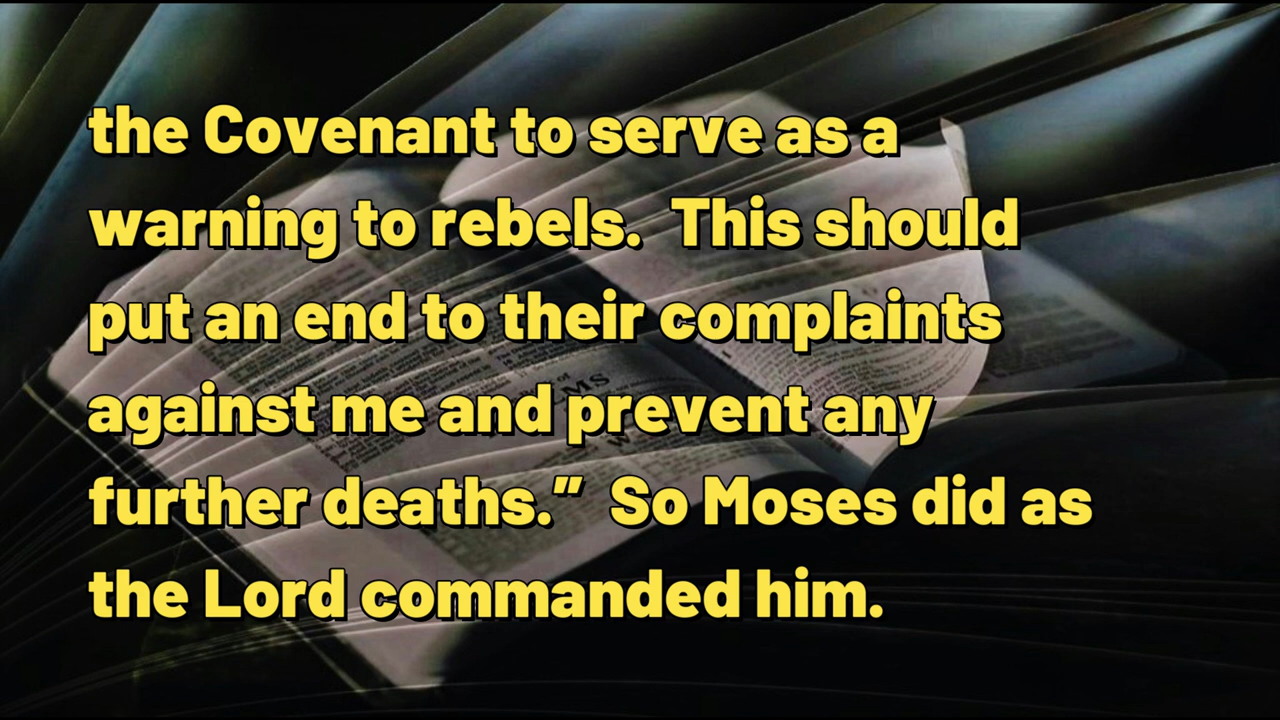 the Covenant to serve as a
warning to rebels.  This should
put an end to their complaints
against me and prevent any
further deaths.”  So Moses did as
the Lord commanded him.